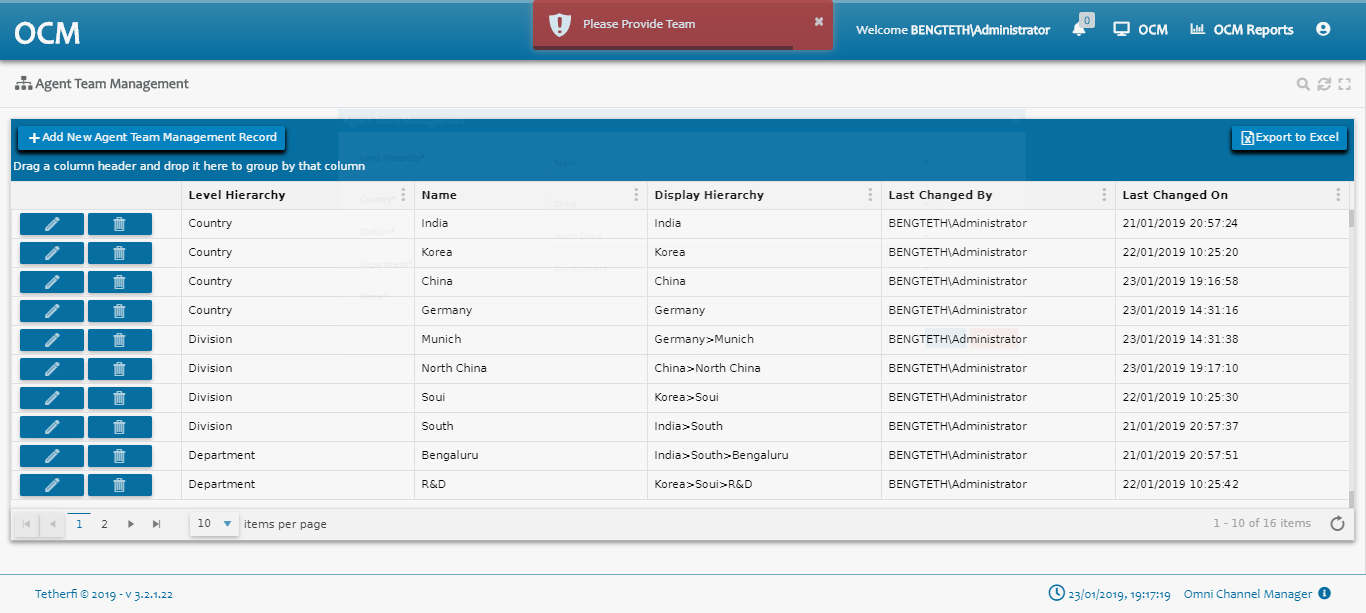 OCM
Please Provide Team
Welcome BENGTETH\Administrator
0
OCM
OCM Reports
Agent Team Management
Add New Agent Team Management Record
Export to Excel
Drag a column header and drop it here to group by that column
Level Hierarchy Name Display Hierarchy Last Changed By Last Changed On
Country India India BENGTETH\Administrator 21/01/2019 20:57:24
Country Korea Korea BENGTETH\Administrator 22/01/2019 10:25:20
Country China China BENGTETH\Administrator 23/01/2019 19:16:58
Country Germany Germany BENGTETH\Administrator 23/01/2019 14:31:16
Division Munich Germany>Munich BENGTETH\Administrator 23/01/2019 14:31:38
Division North China China>North China BENGTETH\Administrator 23/01/2019 19:17:10
Division Soui Korea>Soui BENGTETH\Administrator 22/01/2019 10:25:30
Division South India>South BENGTETH\Administrator 21/01/2019 20:57:37
Department Bengaluru India>South>Bengaluru BENGTETH\Administrator 21/01/2019 20:57:51
Department R&D Korea>Soui>R&D BENGTETH\Administrator 22/01/2019 10:25:42
1 2 10 items per page 1 - 10 of 16 items
Tetherfi © 2019 - v 3.2.1.22 23/01/2019, 19:17:19 Omni Channel Manager